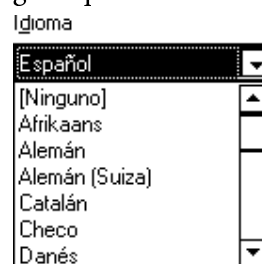 Idioma
Español
[Ninguno]
Afrikaans
Alemán
Alemán (Suiza)
Catalán
Checo
Danés